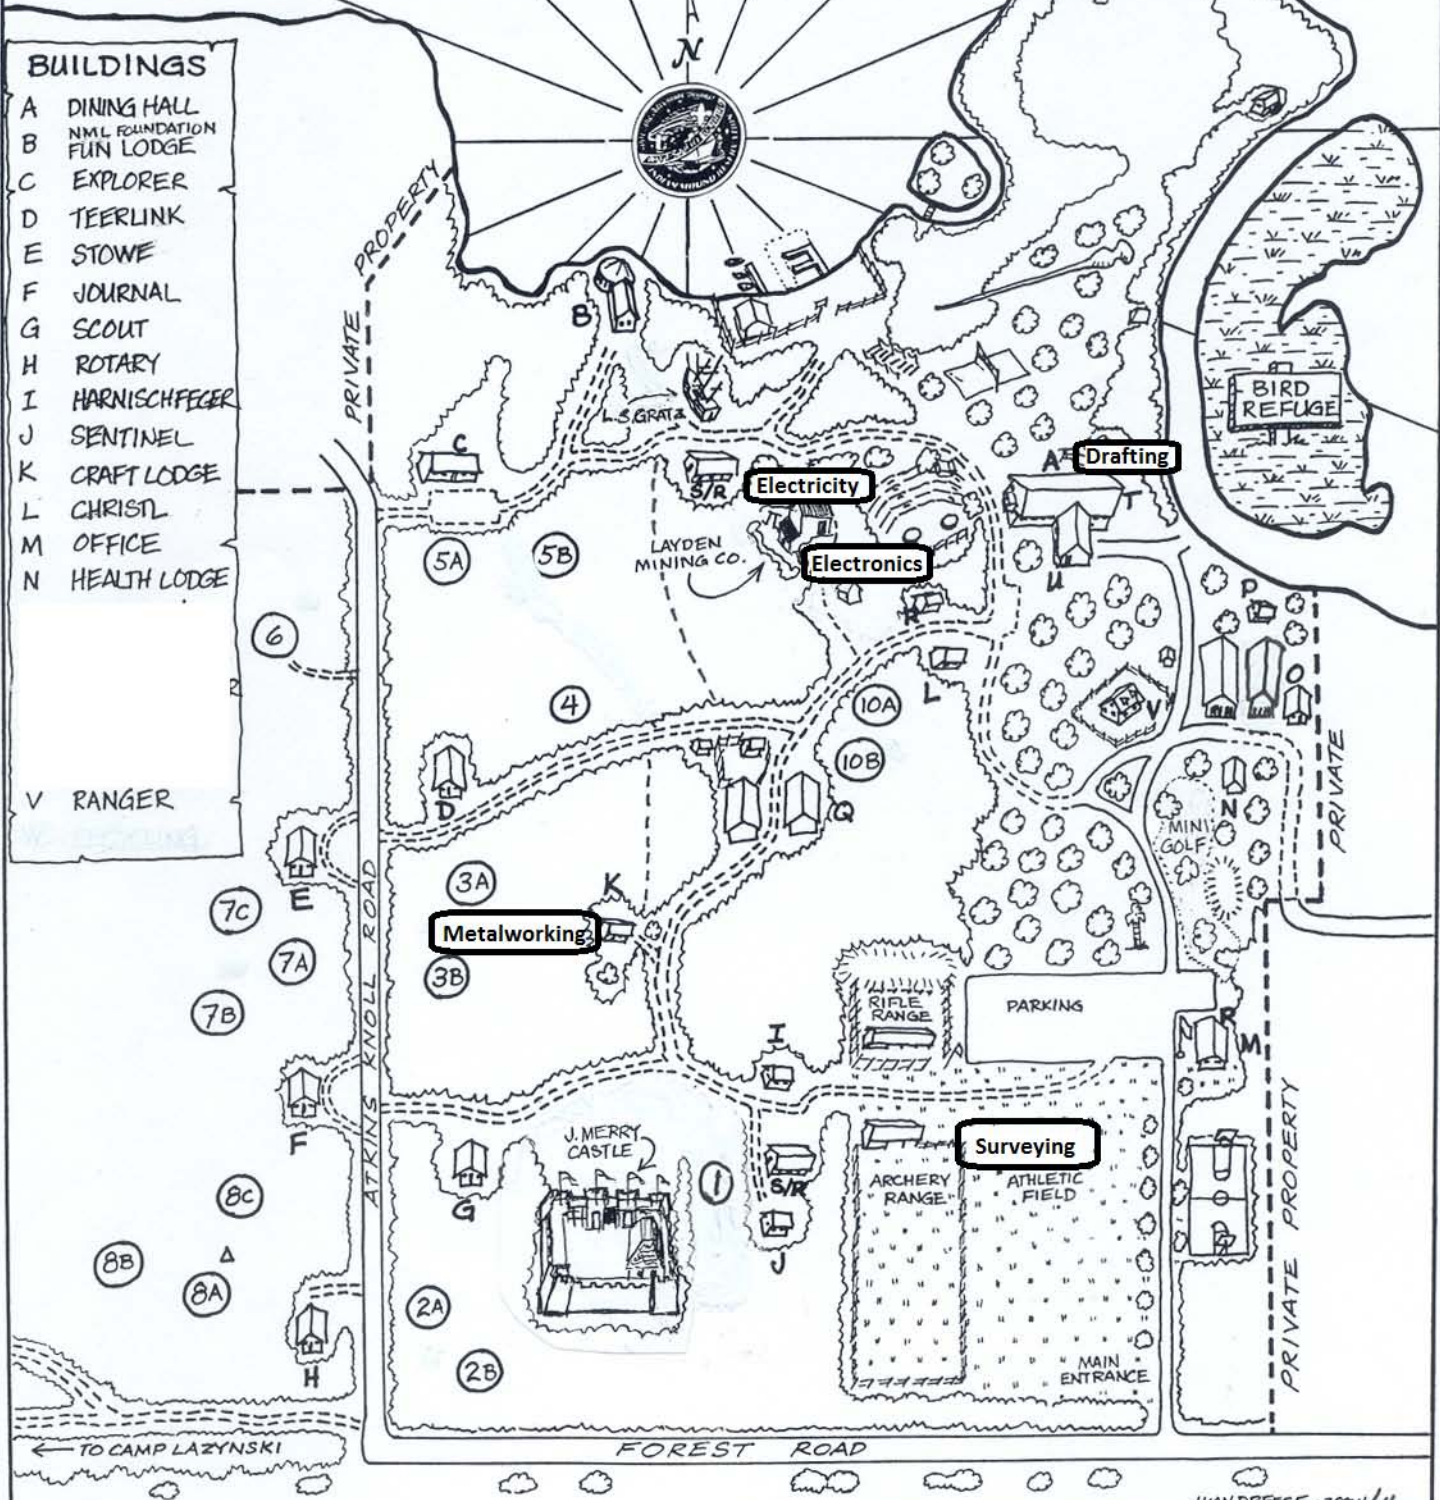 N
BUILDINGS
A DINING HALL
B NML FOUNDATION
FUN LODGE
C EXPLORER
D TEERLINK
E STOWE
F JOURNAL
G SCOUT
H ROTARY
I HARNISCHFEGER
J SENTINEL
K CRAFT LODGE
L CHRISTL
M OFFICE
N HEALTH LODGE
V RANGER
PRIVATE PROPERTY
B
L.S. GRATZ
C
S/R
Electricity
A
Drafting
T
U
BIRD
REFUGE
5A
5B
LAYDEN
MINING CO.
Electronics
R
L
P
O
6
4
10A
10B
V
D
Q
N
MINI
GOLF
PRIVATE
E
3A
K
Metalworking
3B
7C
7A
7B
ATKINS KNOLL ROAD
RIFLE
RANGE
PARKING
R
M
I
F
G
J. MERRY
CASTLE
1
S/R
J
Surveying
ARCHERY
RANGE
ATHLETIC
FIELD
8C
8B
8A
2A
2B
H
MAIN
ENTRANCE
PRIVATE PROPERTY
← TO CAMP LAZYNSKI
FOREST ROAD